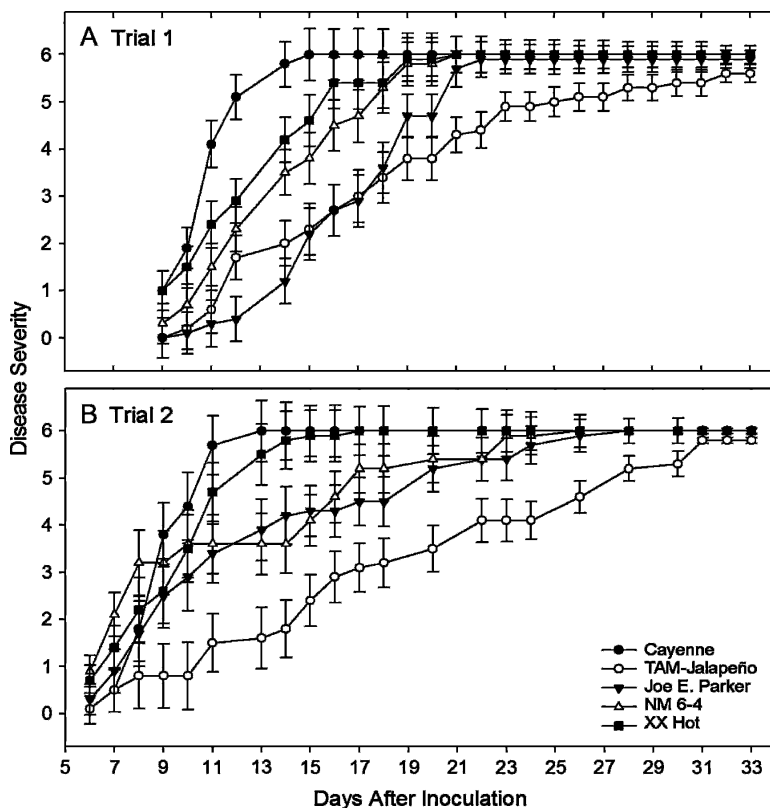 A Trial 1
6
5
4
3
2
1
0
Disease Severity
B Trial 2
6
5
4
3
2
1
0
Cayenne
TAM-Jalapeño
Joe E. Parker
NM 6-4
XX Hot
5 7 9 11 13 15 17 19 21 23 25 27 29 31 33
Days After Inoculation